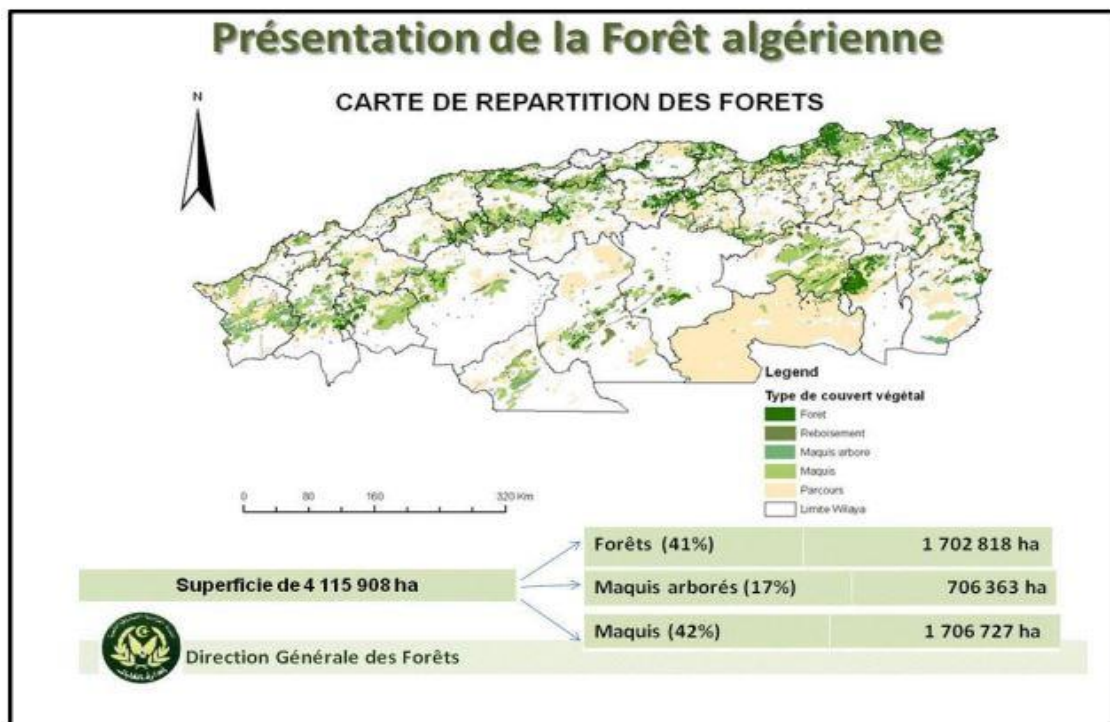 Présentation de la Forêt algérienne
CARTE DE REPARTITION DES FORETS
N
Legend
Type de couvert végétal
Foret
Reboisement
Maquis arbore
Maquis
Parcours
Limite Wilaya
0 80 160 320 Km
Superficie de 4 115 908 ha
Forêts (41%) 1 702 818 ha
Maquis arborés (17%) 706 363 ha
Maquis (42%) 1 706 727 ha
Direction Générale des Forêts